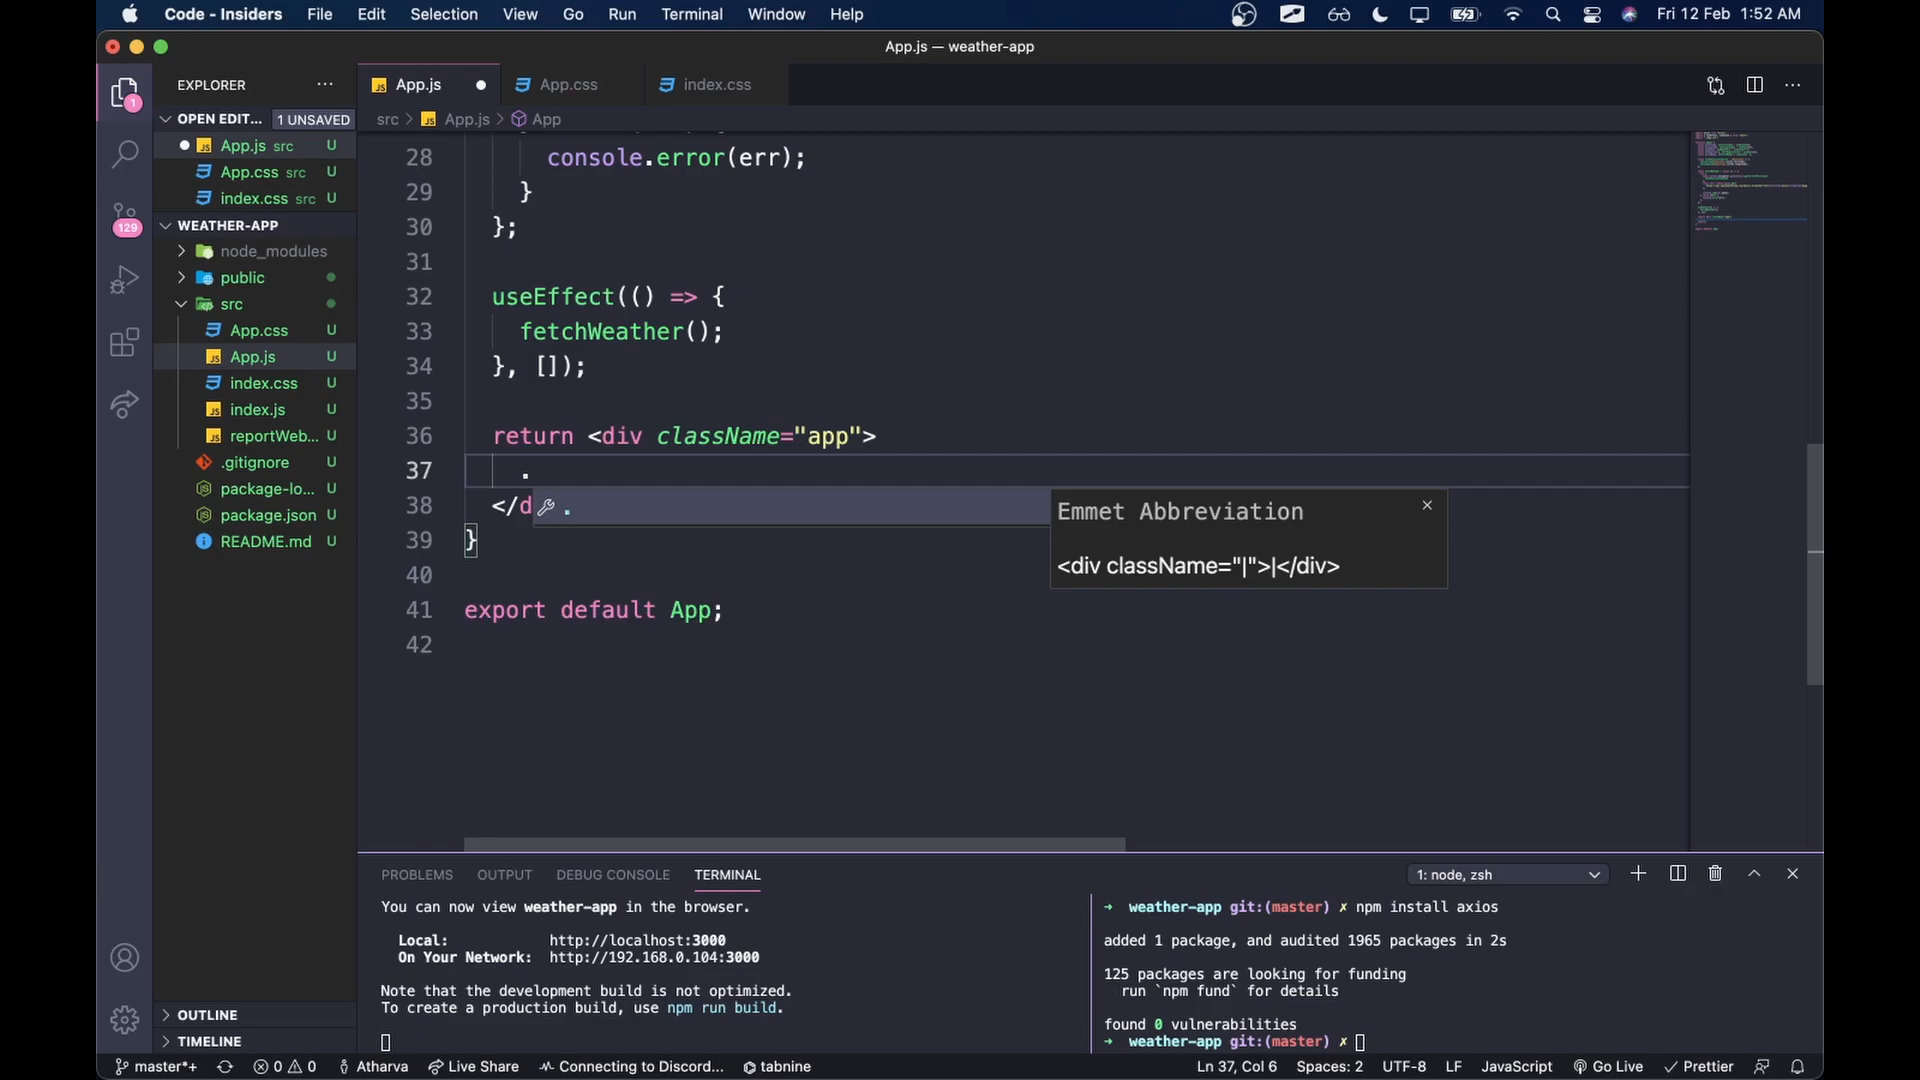 Code - Insiders File Edit Selection View Go Run Terminal Window Help
Fri 12 Feb 1:52 AM
App.js — weather-app
EXPLORER
App.js
App.css
index.css
OPEN EDIT... 1 UNSAVED
src > App.js > App
App.js src U
App.css src U
index.css src U
WEATHER-APP
node_modules
public
src
App.css U
App.js U
index.css U
index.js U
reportWeb... U
.gitignore U
package-lo... U
package.json U
README.md U
OUTLINE
TIMELINE
1
129
28 console.error(err);
29 }
30 };
31
32 useEffect(() => {
33 fetchWeather();
34 }, []);
35
36 return <div className="app">
37 .
38 </d
.
39 }
40
41 export default App;
42
Emmet Abbreviation
<div className="|">|</div>
PROBLEMS OUTPUT DEBUG CONSOLE TERMINAL
1: node, zsh
You can now view weather-app in the browser.
Local: http://localhost:3000
On Your Network: http://192.168.0.104:3000
Note that the development build is not optimized.
To create a production build, use npm run build.
➜ weather-app git:(master) ✗ npm install axios
added 1 package, and audited 1965 packages in 2s
125 packages are looking for funding
run `npm fund` for details
found 0 vulnerabilities
➜ weather-app git:(master) ✗
master*+ 0 0 Atharva Live Share Connecting to Discord... tabnine
Ln 37, Col 6 Spaces: 2 UTF-8 LF JavaScript Go Live Prettier